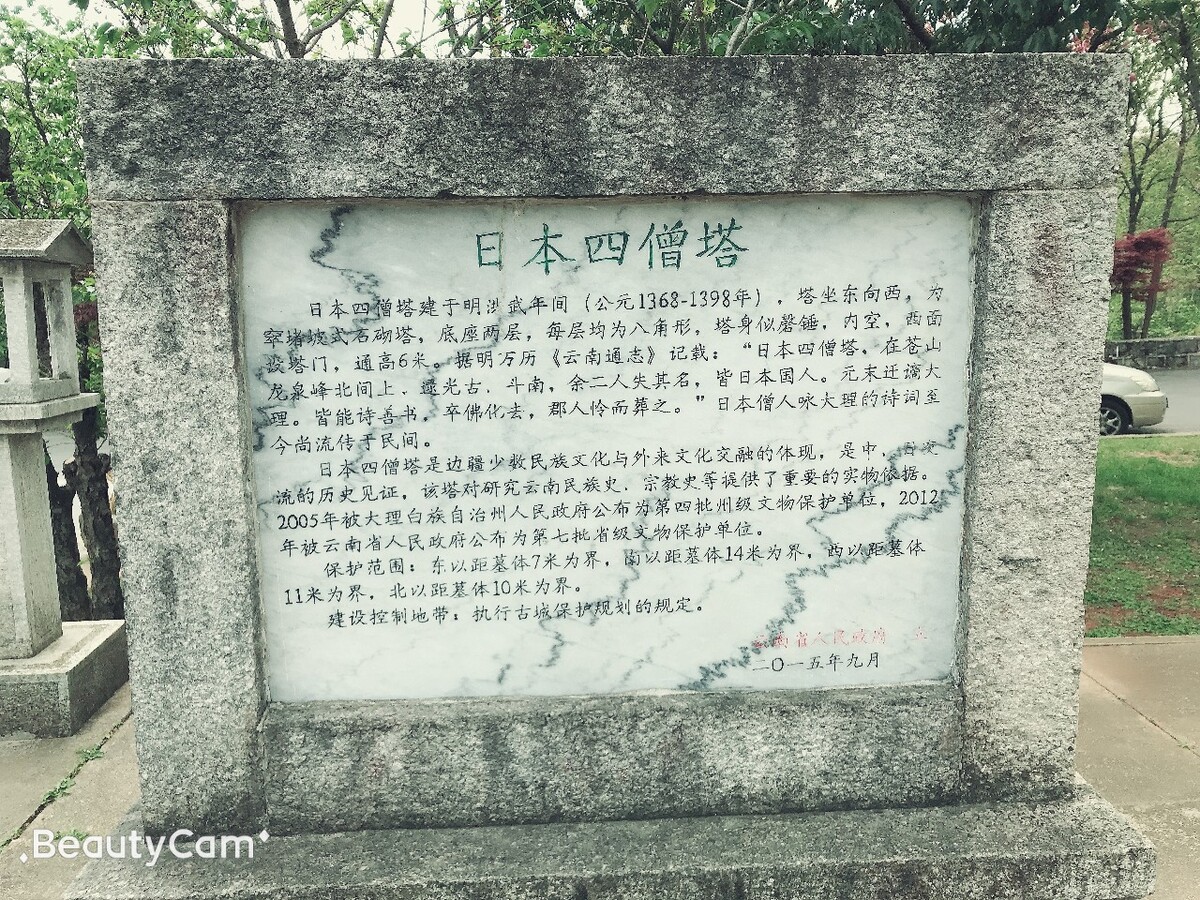 日本四僧塔
日本四僧塔建于明涉武年间（公元1368-1398年），塔坐东向西，为
窣堵坡式石砌塔，底座两层，每层均为八角形，塔身似磬锤，内空，西面
设塔门，通高6米。据明万历《云南通志》记载：“日本四僧塔，在苍山
龙泉峰北间上、逯光古、斗南，余二人失其名，皆日本国人。元末迁谪大
理。皆能诗善书，卒佛化去，郡人怜而葬之。”日本僧人咏大理的诗词至
今尚流传于民间。
日本四僧塔是边疆少数民族文化与外来文化交融的体现，是中、日交
流的历史见证，该塔对研究云南民族史、宗教史等提供了重要的实物依据。
2005年被大理白族自治州人民政府公布为第四批州级文物保护单位，2012
年被云南省人民政府公布为第七批省级文物保护单位。
保护范围：东以距墓体7米为界，南以距墓体14米为界，西以距墓体
11米为界，北以距墓体10米为界。
建设控制地带：执行古城保护规划的规定。
云南省人民政府 立
二〇一五年九月
BeautyCam